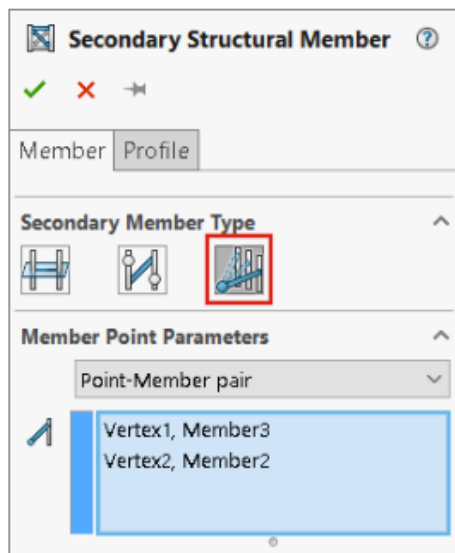 Secondary Structural Member
Member Profile
Secondary Member Type
Member Point Parameters
Point-Member pair
Vertex1, Member3
Vertex2, Member2